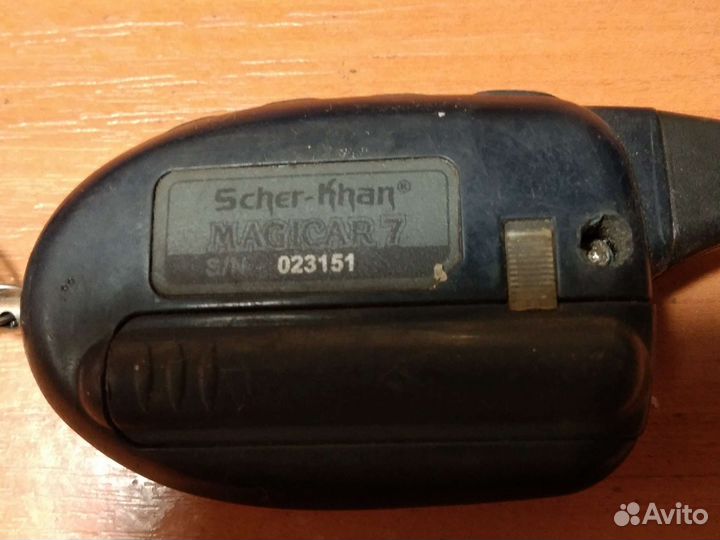 Scher-Khan®
MAGICAR 7
S/N 023151
Avito